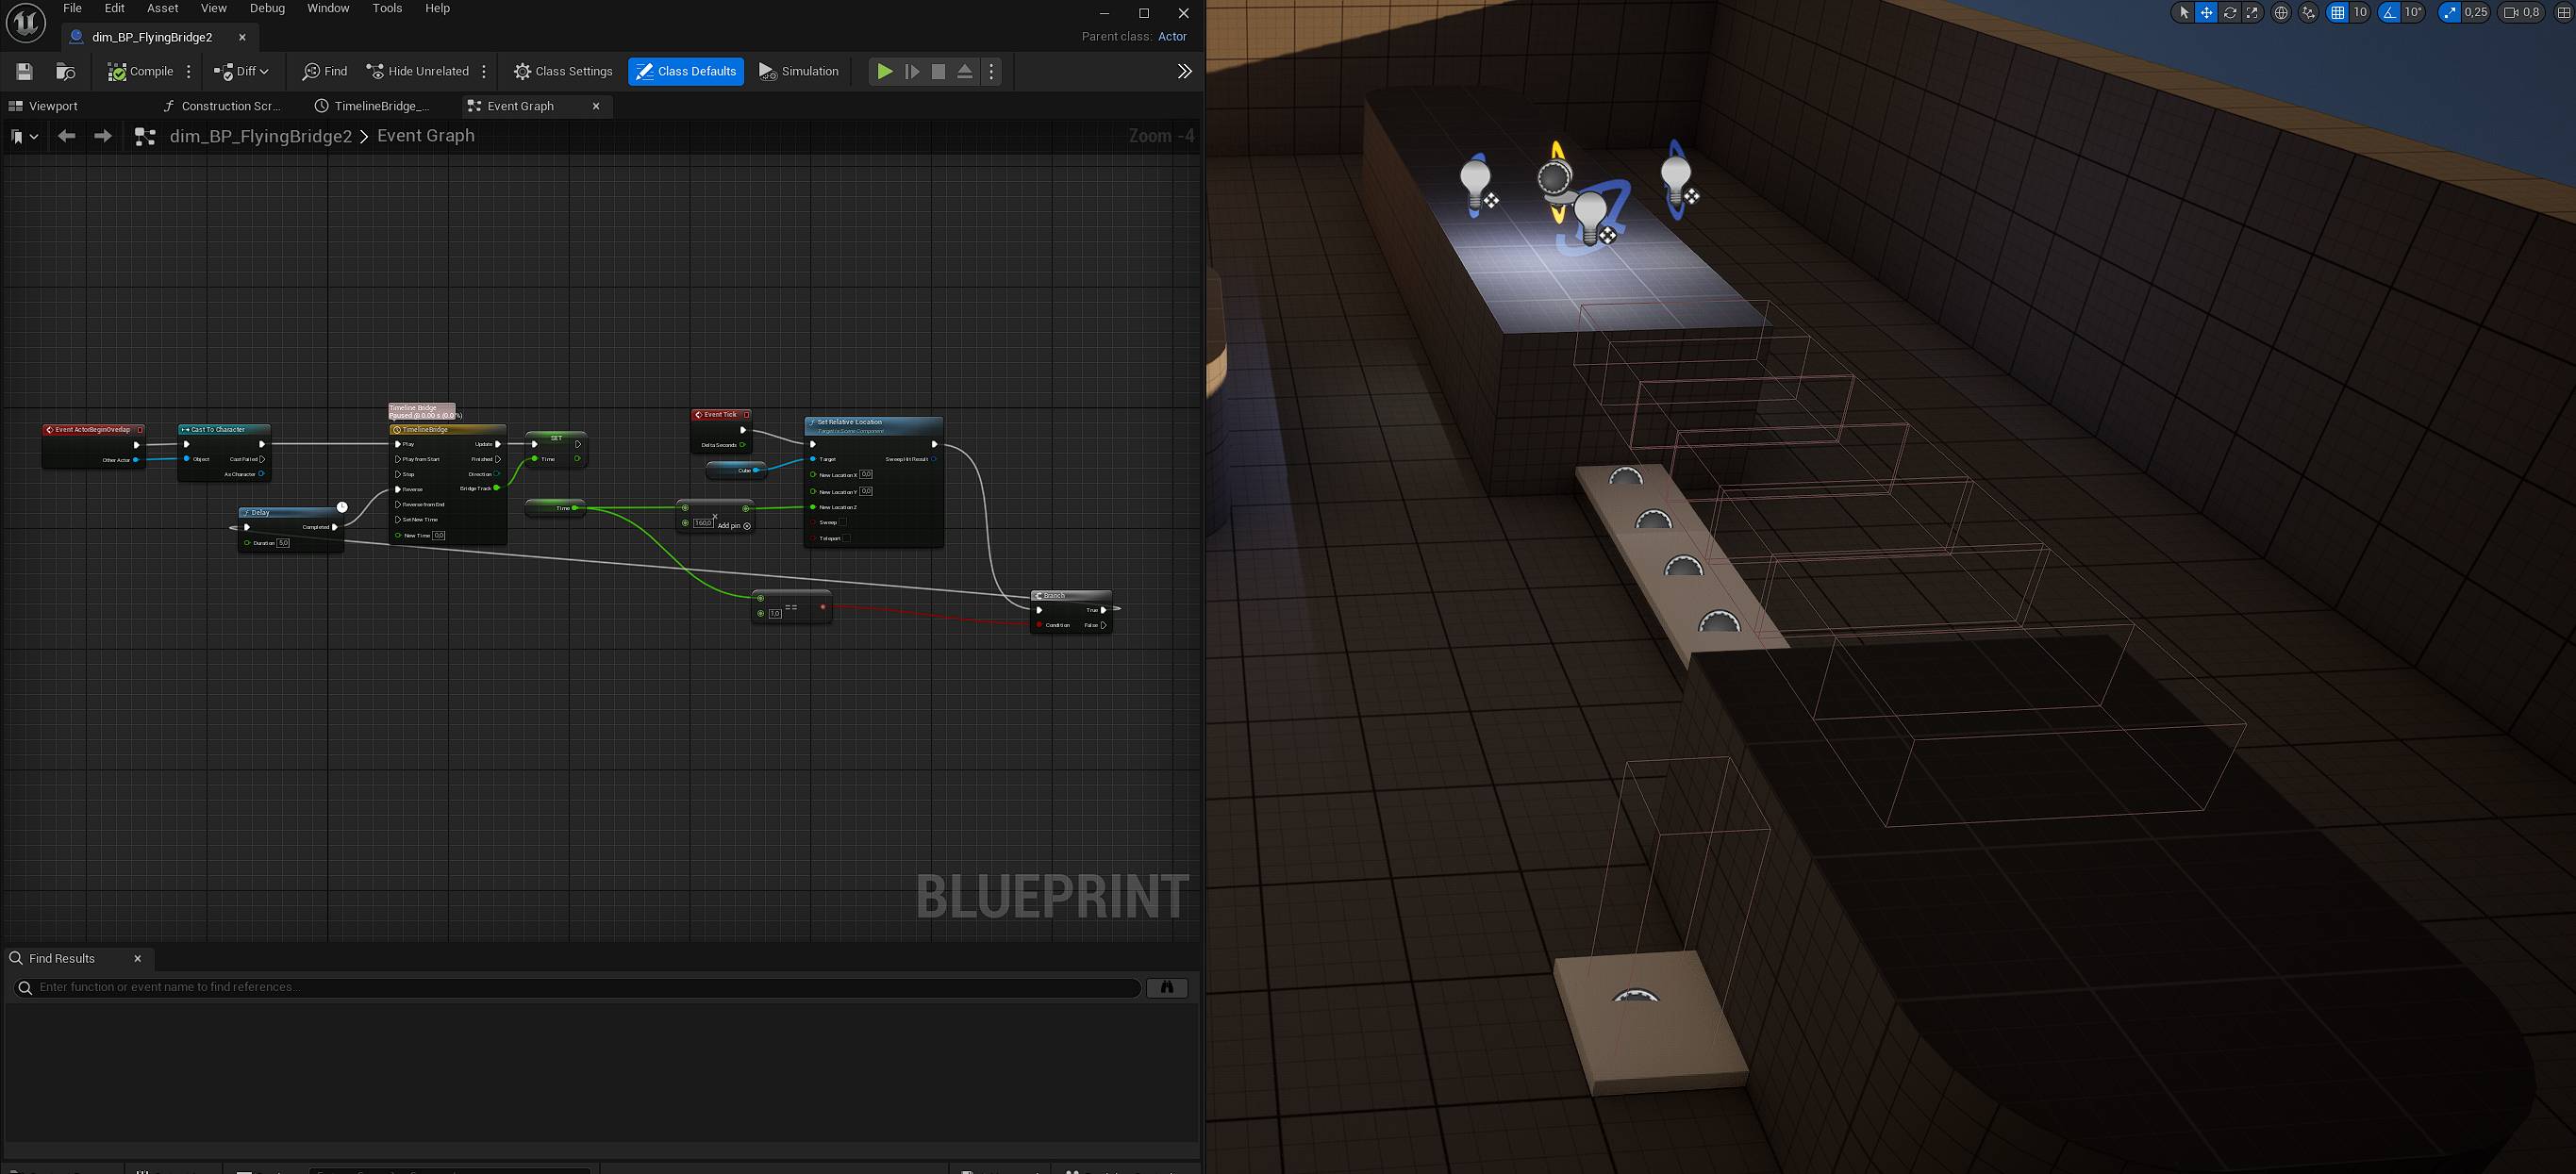 File Edit Asset View Debug Window Tools Help
dim_BP_FlyingBridge2
Parent class: Actor
Compile Diff Find Hide Unrelated Class Settings Class Defaults Simulation
Viewport Construction Scr... TimelineBridge_... Event Graph
dim_BP_FlyingBridge2 > Event Graph
Zoom -4
Timeline Bridge
Paused @ 0.00 s (0.0 %)
Event ActorBeginOverlap
Other Actor
Cast To Character
Object Cast Failed
As Character
TimelineBridge
Play Update
Play from Start Finished
Stop Direction
Reverse Bridge Track
Reverse from End
Set New Time
New Time 0,0
SET
Time
Delay
Completed
Duration 5,0
Time
Event Tick
Delta Seconds
Cube
160,0 Add pin
Set Relative Location
Target is Scene Component
Target Sweep Hit Result
New Location X 0,0
New Location Y 0,0
New Location Z
Sweep
Teleport
1,0 ==
Branch
True
Condition False
BLUEPRINT
Find Results
Enter function or event name to find references...
10 10° 0,25 0,8